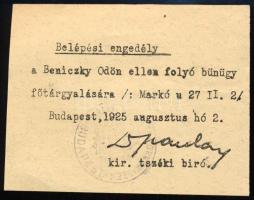 Belépési engedély
a Beniczky Ödön ellen folyó bünügy
főtárgyalására /: Markó u 27 II. 2/
Budapest, 1925 augusztus hó 2.
kir. tszéki biró.